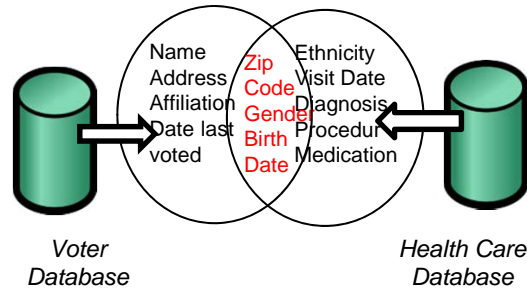 Name
Address
Affiliation
Date last
voted
Zip
Code
Gender
Birth
Date
Ethnicity
Visit Date
Diagnosis
Procedur
Medication
Voter
Database
Health Care
Database